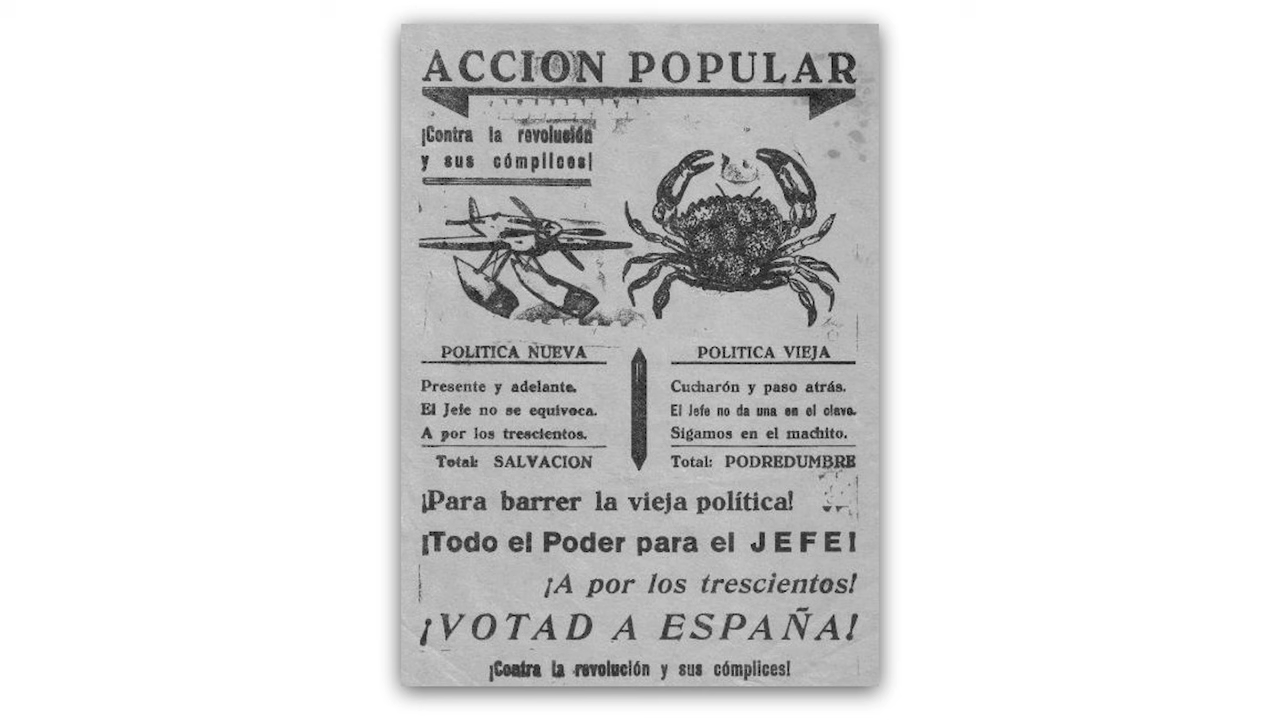 ACCION POPULAR
¡Contra la revolución
y sus cómplices!
POLITICA NUEVA
Presente y adelante.
El Jefe no se equivoca.
A por los trescientos.
Total: SALVACION
POLITICA VIEJA
Cucharón y paso atrás.
El Jefe no da una en el clavo.
Sigamos en el machito.
Total: PODREDUMBRE
¡Para barrer la vieja política!
¡Todo el Poder para el JEFE!
¡A por los trescientos!
¡VOTAD A ESPAÑA!
¡Contra la revolución y sus cómplices!